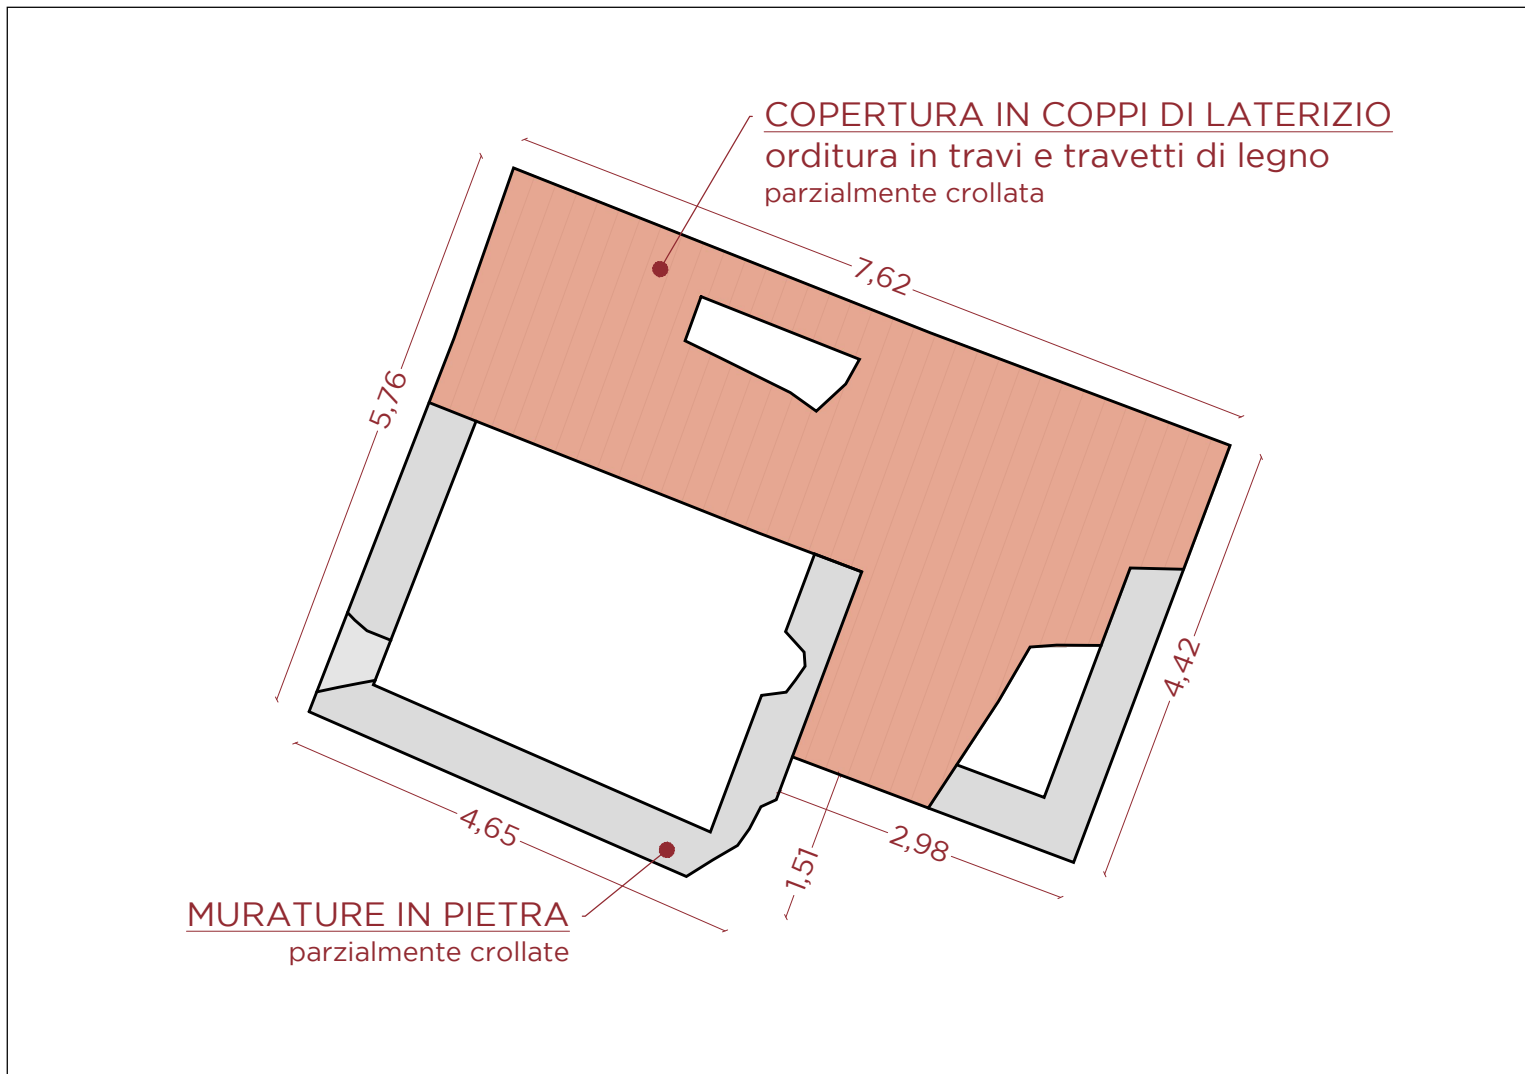 COPERTURA IN COPPI DI LATERIZIO
orditura in travi e travetti di legno
parzialmente crollata
7,62
5,76
4,42
4,65
2,98
1,51
MURATURE IN PIETRA
parzialmente crollate